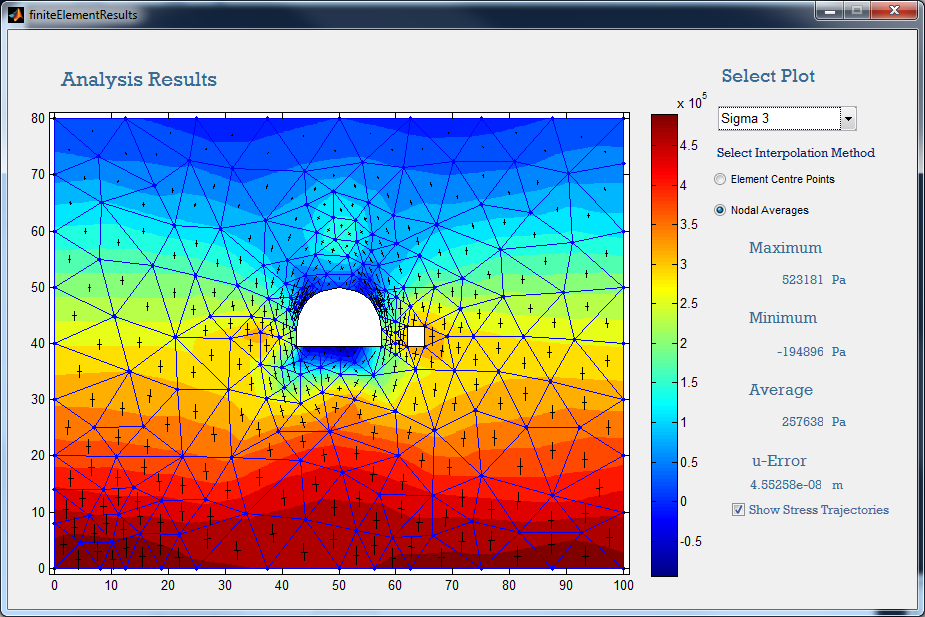 finiteElementResults
Analysis Results
80
70
60
50
40
30
20
10
0
0 10 20 30 40 50 60 70 80 90 100
x 10^5
4.5
4
3.5
3
2.5
2
1.5
1
0.5
0
-0.5
Select Plot
Sigma 3
Select Interpolation Method
Element Centre Points
Nodal Averages
Maximum
523181 Pa
Minimum
-194896 Pa
Average
257638 Pa
u-Error
4.55258e-08 m
Show Stress Trajectories